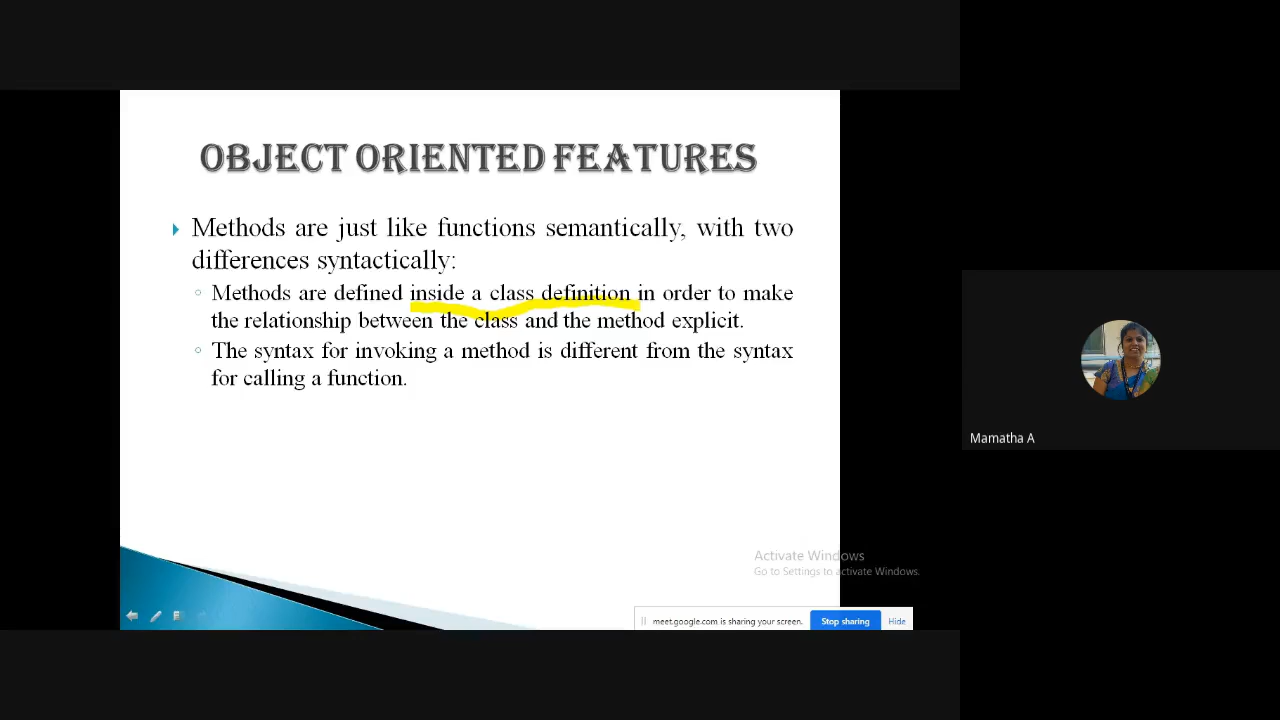 OBJECT ORIENTED FEATURES
Methods are just like functions semantically, with two
differences syntactically:
Methods are defined inside a class definition in order to make
the relationship between the class and the method explicit.
The syntax for invoking a method is different from the syntax
for calling a function.
Mamatha A
Activate Windows
Go to Settings to activate Windows.
meet.google.com is sharing your screen.
Stop sharing
Hide